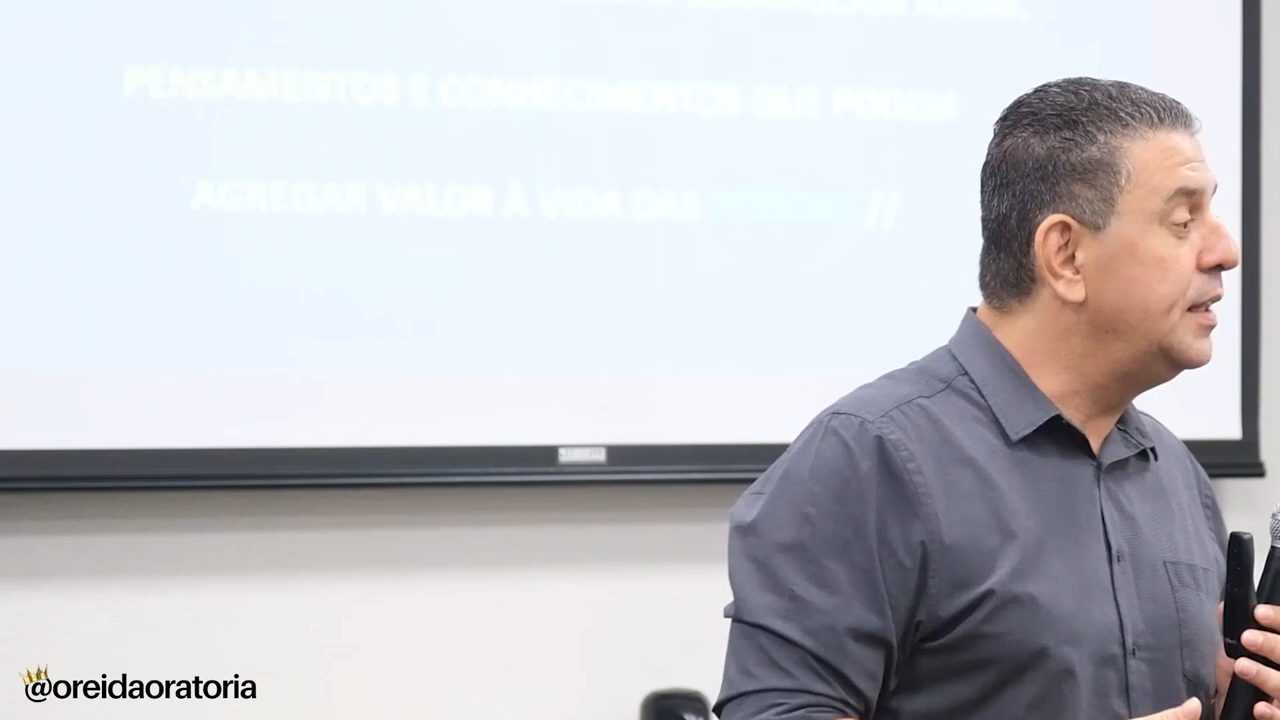 PENSAMENTOS E CONHECIMENTOS QUE PODEM
AGREGAR VALOR À VIDA DAS //
@oreidaoratoria